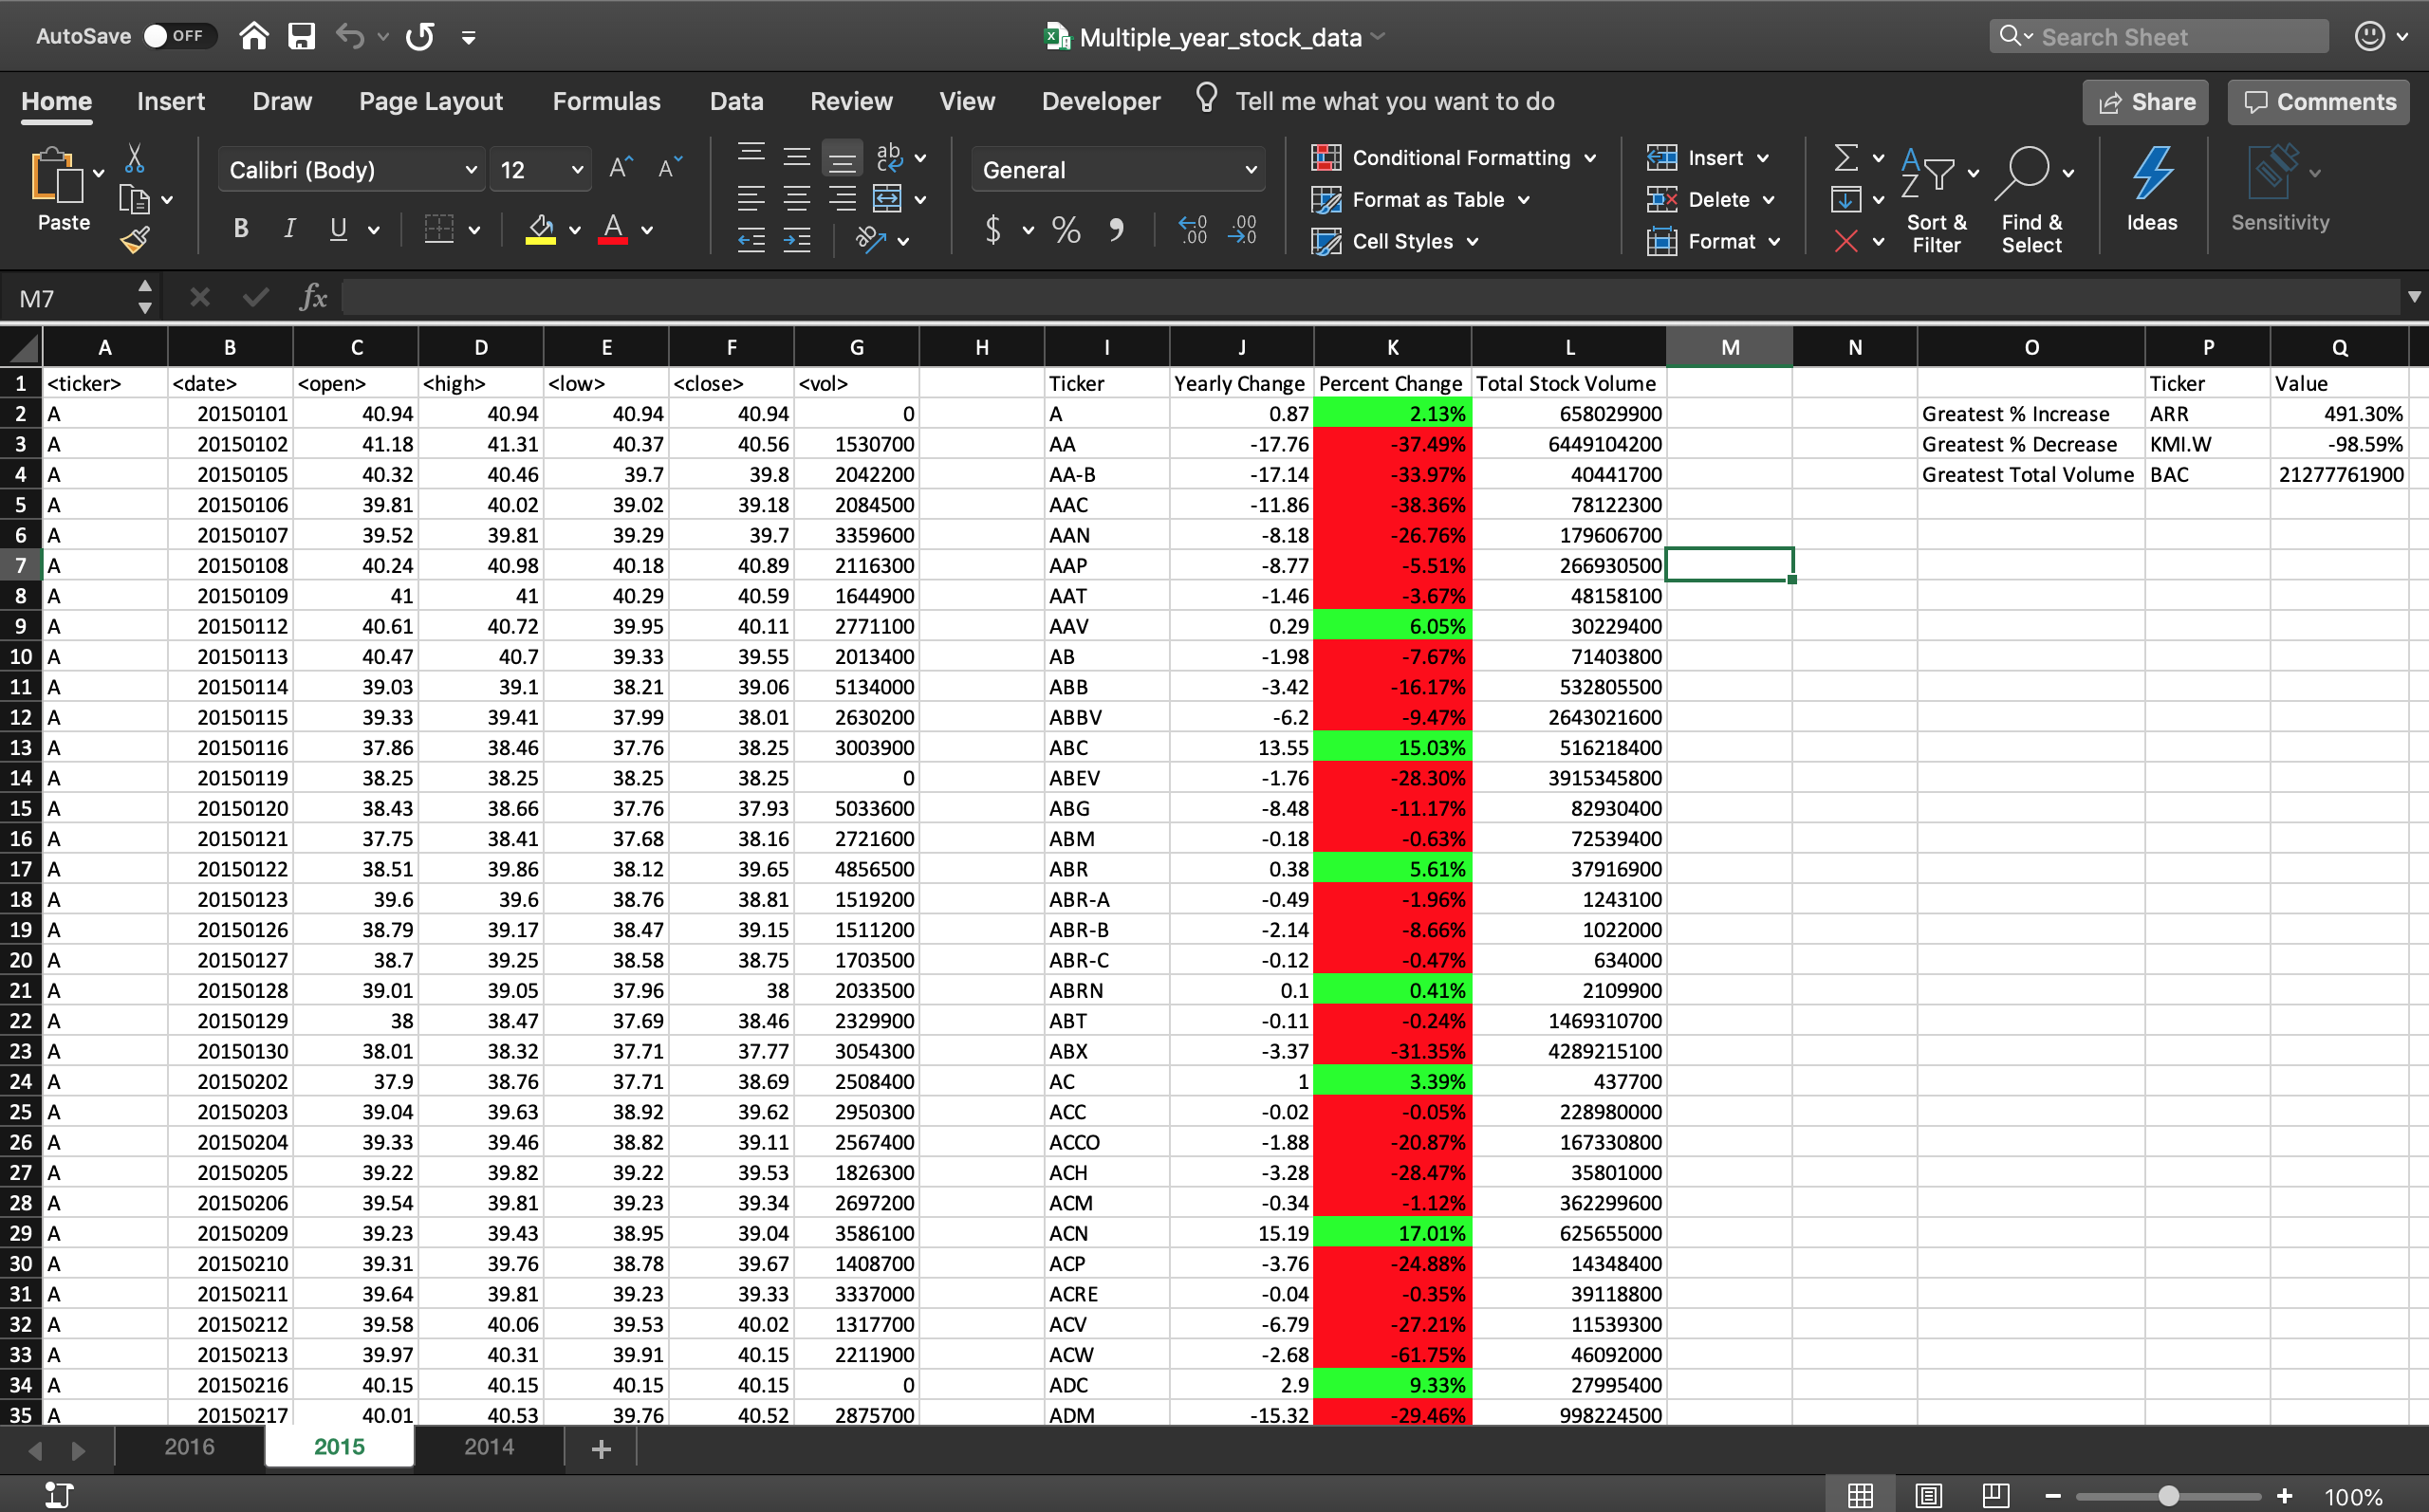 AutoSave OFF Multiple_year_stock_data Search Sheet
Home Insert Draw Page Layout Formulas Data Review View Developer Tell me what you want to do Share Comments
Paste Calibri (Body) 12 General Conditional Formatting Format as Table Cell Styles Insert Delete Format Sort & Filter Find & Select Ideas Sensitivity
M7 fx
A B C D E F G H I J K L M N O P Q
1 <ticker> <date> <open> <high> <low> <close> <vol> Ticker Yearly Change Percent Change Total Stock Volume Ticker Value
2 A 20150101 40.94 40.94 40.94 40.94 0 A 0.87 2.13% 658029900 Greatest % Increase ARR 491.30%
3 A 20150102 41.18 41.31 40.37 40.56 1530700 AA -17.76 -37.49% 6449104200 Greatest % Decrease KMI.W -98.59%
4 A 20150105 40.32 40.46 39.7 39.8 2042200 AA-B -17.14 -33.97% 40441700 Greatest Total Volume BAC 21277761900
5 A 20150106 39.81 40.02 39.02 39.18 2084500 AAC -11.86 -38.36% 78122300
6 A 20150107 39.52 39.81 39.29 39.7 3359600 AAN -8.18 -26.76% 179606700
7 A 20150108 40.24 40.98 40.18 40.89 2116300 AAP -8.77 -5.51% 266930500
8 A 20150109 41 41 40.29 40.59 1644900 AAT -1.46 -3.67% 48158100
9 A 20150112 40.61 40.72 39.95 40.11 2771100 AAV 0.29 6.05% 30229400
10 A 20150113 40.47 40.7 39.33 39.55 2013400 AB -1.98 -7.67% 71403800
11 A 20150114 39.03 39.1 38.21 39.06 5134000 ABB -3.42 -16.17% 532805500
12 A 20150115 39.33 39.41 37.99 38.01 2630200 ABBV -6.2 -9.47% 2643021600
13 A 20150116 37.86 38.46 37.76 38.25 3003900 ABC 13.55 15.03% 516218400
14 A 20150119 38.25 38.25 38.25 38.25 0 ABEV -1.76 -28.30% 3915345800
15 A 20150120 38.43 38.66 37.76 37.93 5033600 ABG -8.48 -11.17% 82930400
16 A 20150121 37.75 38.41 37.68 38.16 2721600 ABM -0.18 -0.63% 72539400
17 A 20150122 38.51 39.86 38.12 39.65 4856500 ABR 0.38 5.61% 37916900
18 A 20150123 39.6 39.6 38.76 38.81 1519200 ABR-A -0.49 -1.96% 1243100
19 A 20150126 38.79 39.17 38.47 39.15 1511200 ABR-B -2.14 -8.66% 1022000
20 A 20150127 38.7 39.25 38.58 38.75 1703500 ABR-C -0.12 -0.47% 634000
21 A 20150128 39.01 39.05 37.96 38 2033500 ABRN 0.1 0.41% 2109900
22 A 20150129 38 38.47 37.69 38.46 2329900 ABT -0.11 -0.24% 1469310700
23 A 20150130 38.01 38.32 37.71 37.77 3054300 ABX -3.37 -31.35% 4289215100
24 A 20150202 37.9 38.76 37.71 38.69 2508400 AC 1 3.39% 437700
25 A 20150203 39.04 39.63 38.92 39.62 2950300 ACC -0.02 -0.05% 228980000
26 A 20150204 39.33 39.46 38.82 39.11 2567400 ACCO -1.88 -20.87% 167330800
27 A 20150205 39.22 39.82 39.22 39.53 1826300 ACH -3.28 -28.47% 35801000
28 A 20150206 39.54 39.81 39.23 39.34 2697200 ACM -0.34 -1.12% 362299600
29 A 20150209 39.23 39.43 38.95 39.04 3586100 ACN 15.19 17.01% 625655000
30 A 20150210 39.31 39.76 38.78 39.67 1408700 ACP -3.76 -24.88% 14348400
31 A 20150211 39.64 39.81 39.23 39.33 3337000 ACRE -0.04 -0.35% 39118800
32 A 20150212 39.58 40.06 39.53 40.02 1317700 ACV -6.79 -27.21% 11539300
33 A 20150213 39.97 40.31 39.91 40.15 2211900 ACW -2.68 -61.75% 46092000
34 A 20150216 40.15 40.15 40.15 40.15 0 ADC 2.9 9.33% 27995400
35 A 20150217 40.01 40.53 39.76 40.52 2875700 ADM -15.32 -29.46% 998224500
2016 2015 2014 +
100%